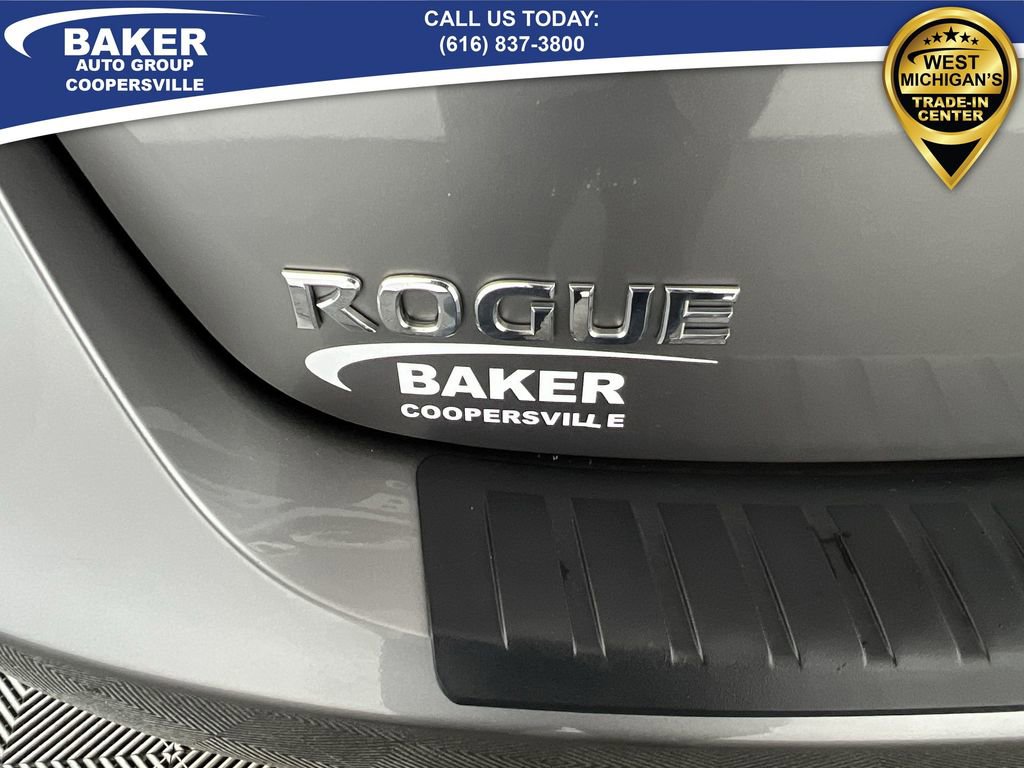 BAKER
AUTO GROUP
COOPERSVILLE
CALL US TODAY:
(616) 837-3800
WEST
MICHIGAN'S
TRADE-IN
CENTER
ROGUE
BAKER
COOPERSVILLE